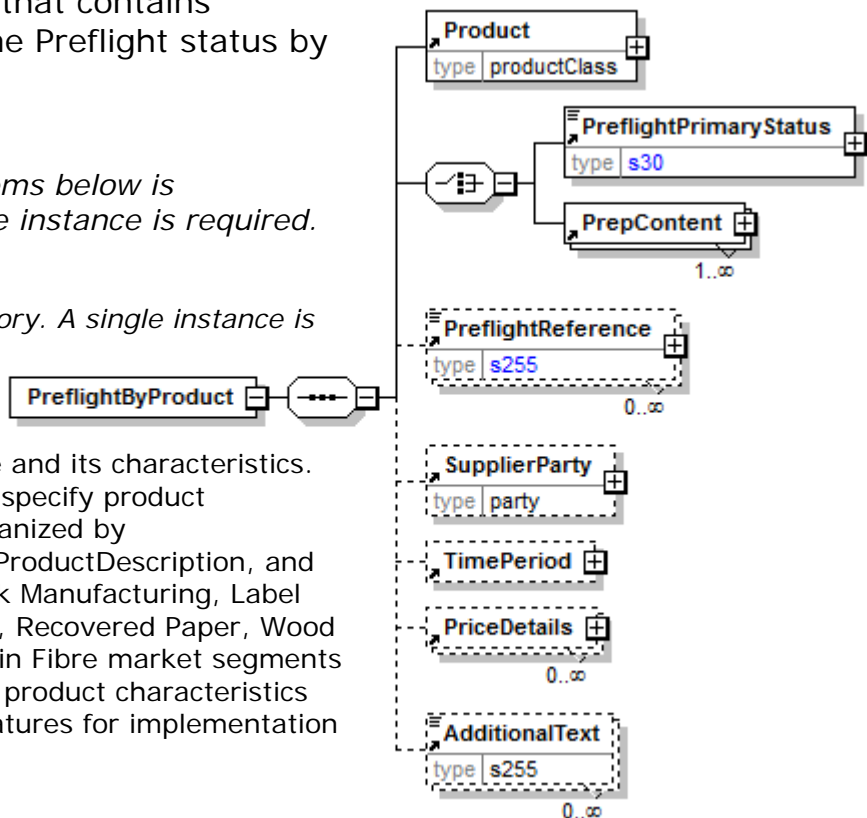 that contains
ne Preflight status by
ems below is
e instance is required.
ory. A single instance is
e and its characteristics.
specify product
anized by
ProductDescription, and
k Manufacturing, Label
, Recovered Paper, Wood
in Fibre market segments
product characteristics
atures for implementation
PreflightByProduct
Product
type productClass
PreflightPrimaryStatus
type s30
PrepContent
1..∞
PreflightReference
type s255
0..∞
SupplierParty
type party
TimePeriod
PriceDetails
0..∞
AdditionalText
type s255
0..∞